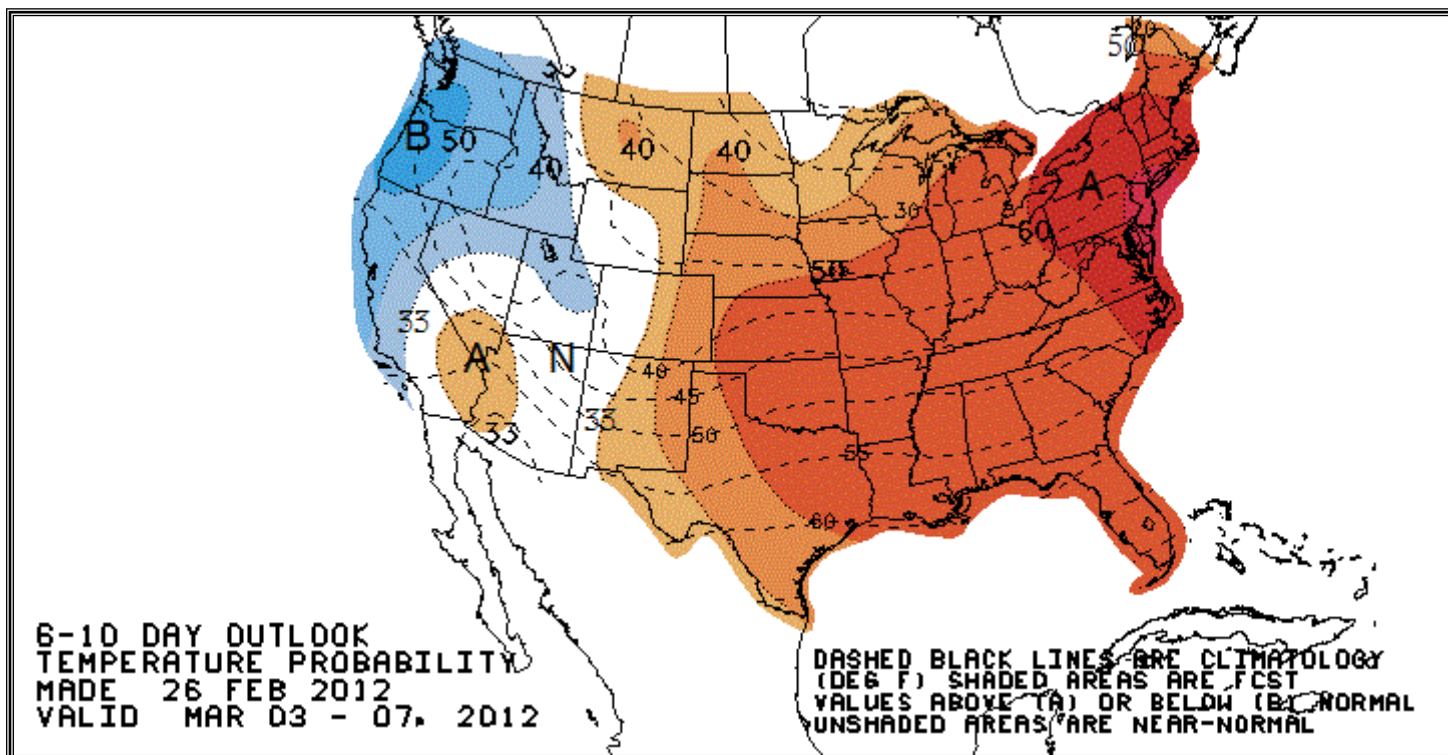 50
20
B
50
40
40
40
A
30
60
50
33
A
N
40
33
33
45
50
55
60
6-10 DAY OUTLOOK
TEMPERATURE PROBABILITY
MADE 26 FEB 2012
VALID MAR 03 - 07, 2012
DASHED BLACK LINES ARE CLIMATOLOGY
(DEG F) SHADED AREAS ARE FCST
VALUES ABOVE (A) OR BELOW (B) NORMAL
UNSHADED AREAS ARE NEAR-NORMAL